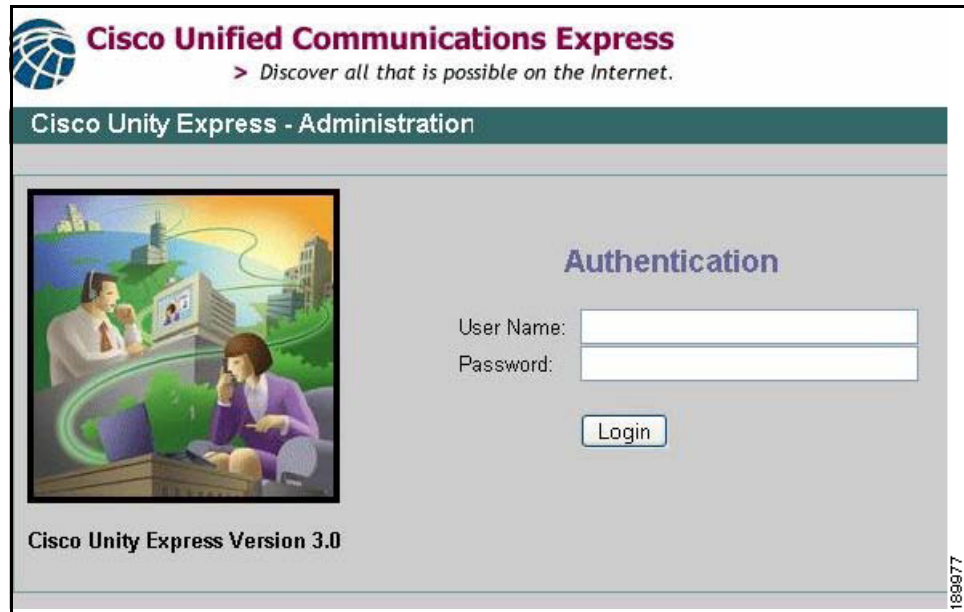 Cisco Unified Communications Express
> Discover all that is possible on the Internet.
Cisco Unity Express - Administration
Authentication
User Name:
Password:
Login
Cisco Unity Express Version 3.0
189977